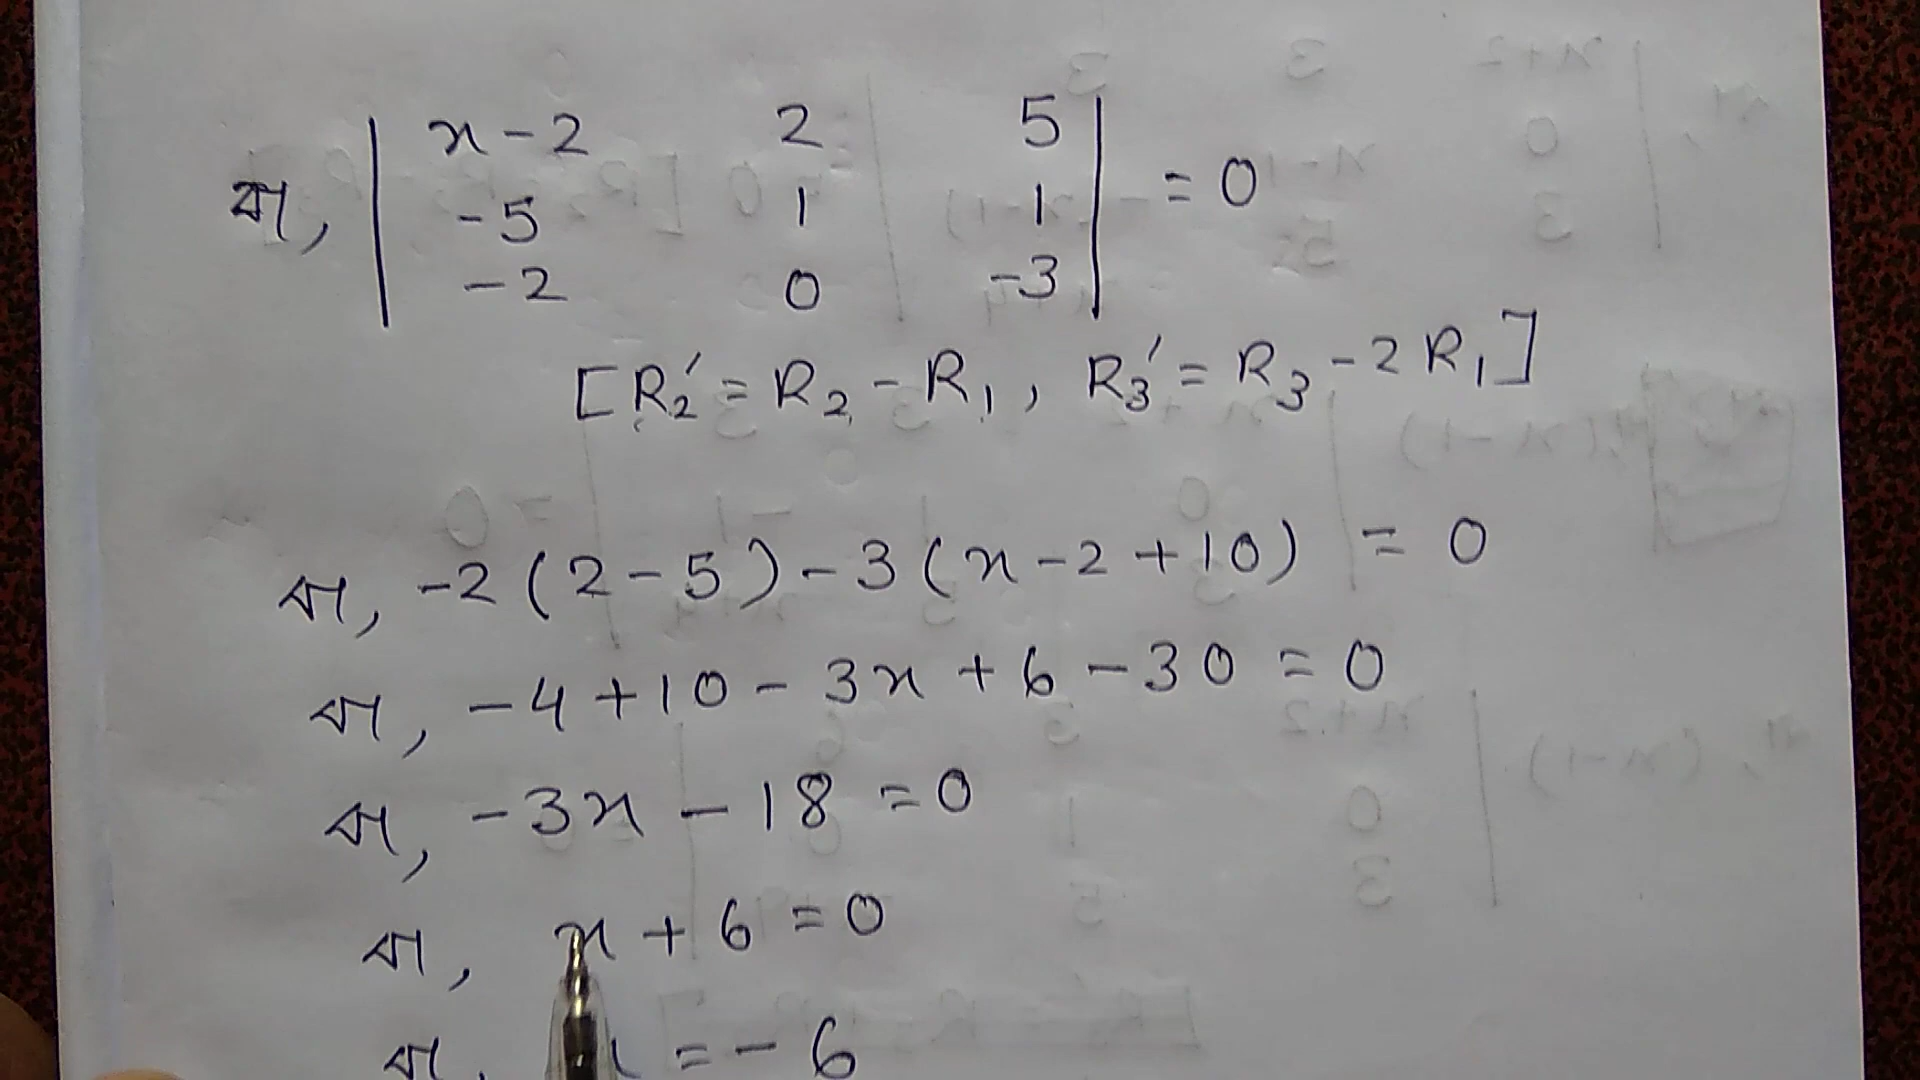 বা, | x-2 2 5 |
| -5 1 1 | = 0
| -2 0 -3 |
[R₂′ = R₂ - R₁, R₃′ = R₃ - 2R₁]
বা, -2(2-5)-3(x-2+10) = 0
বা, -4+10-3x+6-30=0
বা, -3x-18=0
বা, x+6=0
বা, x=-6